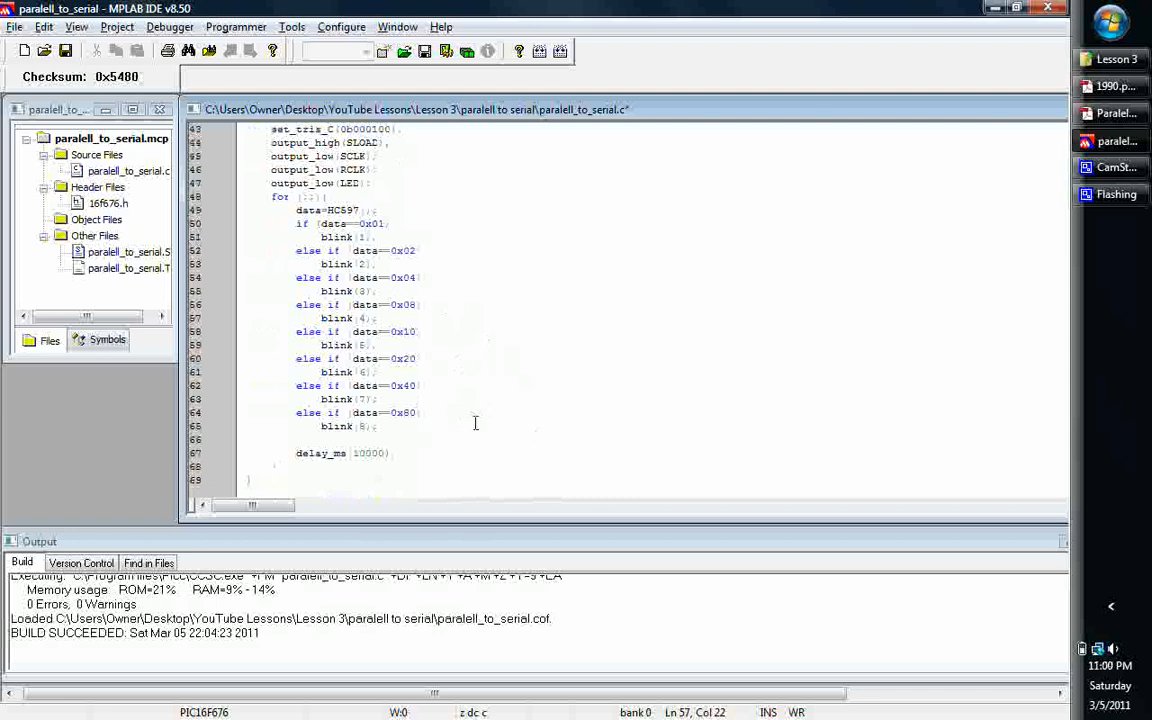 paralell_to_serial - MPLAB IDE v8.50
File Edit View Project Debugger Programmer Tools Configure Window Help
Checksum: 0x5480
paralell_to_...
paralell_to_serial.mcp
Source Files
paralell_to_serial.c
Header Files
16f676.h
Object Files
Other Files
paralell_to_serial.S
paralell_to_serial.T
Files Symbols
C:\Users\Owner\Desktop\YouTube Lessons\Lesson 3\paralell to serial\paralell_to_serial.c*
43 set_tris_C(0b000100);
44 output_high(SLOAD);
45 output_low(SCLK);
46 output_low(RCLK);
47 output_low(LED);
48 for (;;){
49 data=HC597();
50 if (data==0x01)
51 blink(1);
52 else if (data==0x02)
53 blink(2);
54 else if (data==0x04)
55 blink(3);
56 else if (data==0x08)
57 blink(4);
58 else if (data==0x10)
59 blink(5);
60 else if (data==0x20)
61 blink(6);
62 else if (data==0x40)
63 blink(7);
64 else if (data==0x80)
65 blink(8);
66
67 delay_ms(10000);
68 }
69 }
Output
Build Version Control Find in Files
Executing: "C:\Program files\Picc\CCSC.exe" +FM "paralell_to_serial.c"
Memory usage: ROM=21% RAM=9% - 14%
0 Errors, 0 Warnings.
Loaded C:\Users\Owner\Desktop\YouTube Lessons\Lesson 3\paralell to serial\paralell_to_serial.cof.
BUILD SUCCEEDED: Sat Mar 05 22:04:23 2011
PIC16F676 W:0 z dc c bank 0 Ln 57, Col 22 INS WR
Lesson 3
1990.p...
Paralel...
paralel...
CamSt...
Flashing
11:00 PM
Saturday
3/5/2011